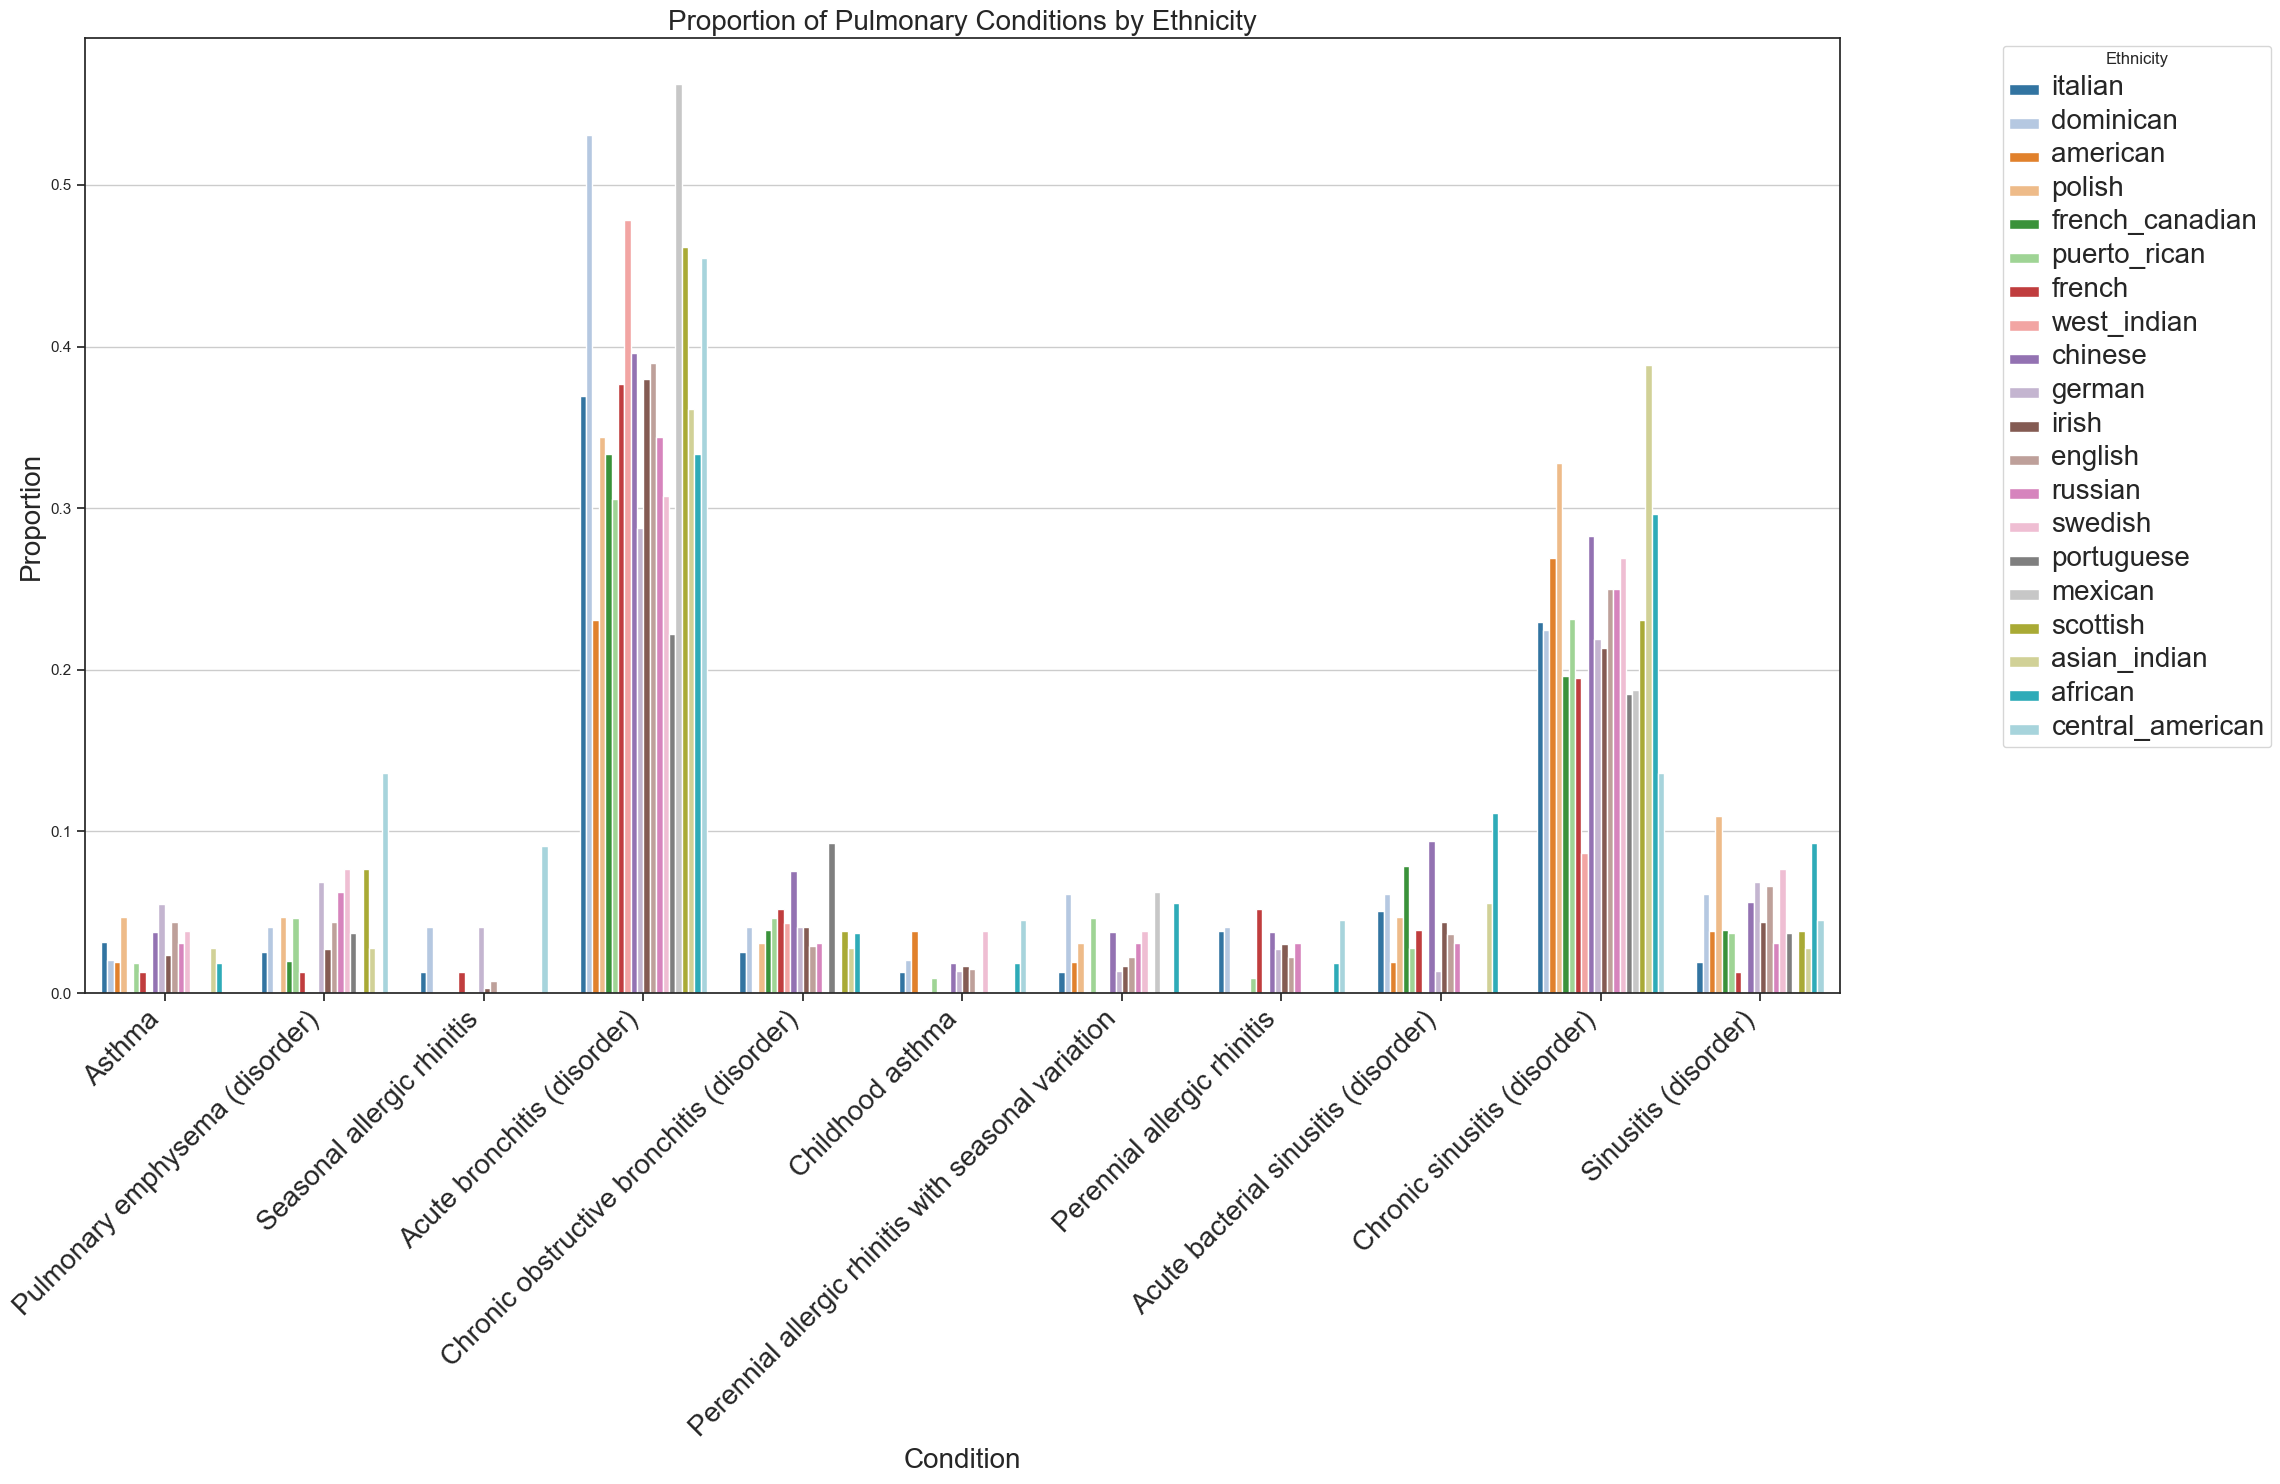 Proportion of Pulmonary Conditions by Ethnicity
Proportion
0.5
0.4
0.3
0.2
0.1
0.0
Asthma
Pulmonary emphysema (disorder)
Seasonal allergic rhinitis
Acute bronchitis (disorder)
Chronic obstructive bronchitis (disorder)
Childhood asthma
Perennial allergic rhinitis with seasonal variation
Perennial allergic rhinitis
Acute bacterial sinusitis (disorder)
Chronic sinusitis (disorder)
Sinusitis (disorder)
Condition
Ethnicity
italian
dominican
american
polish
french_canadian
puerto_rican
french
west_indian
chinese
german
irish
english
russian
swedish
portuguese
mexican
scottish
asian_indian
african
central_american